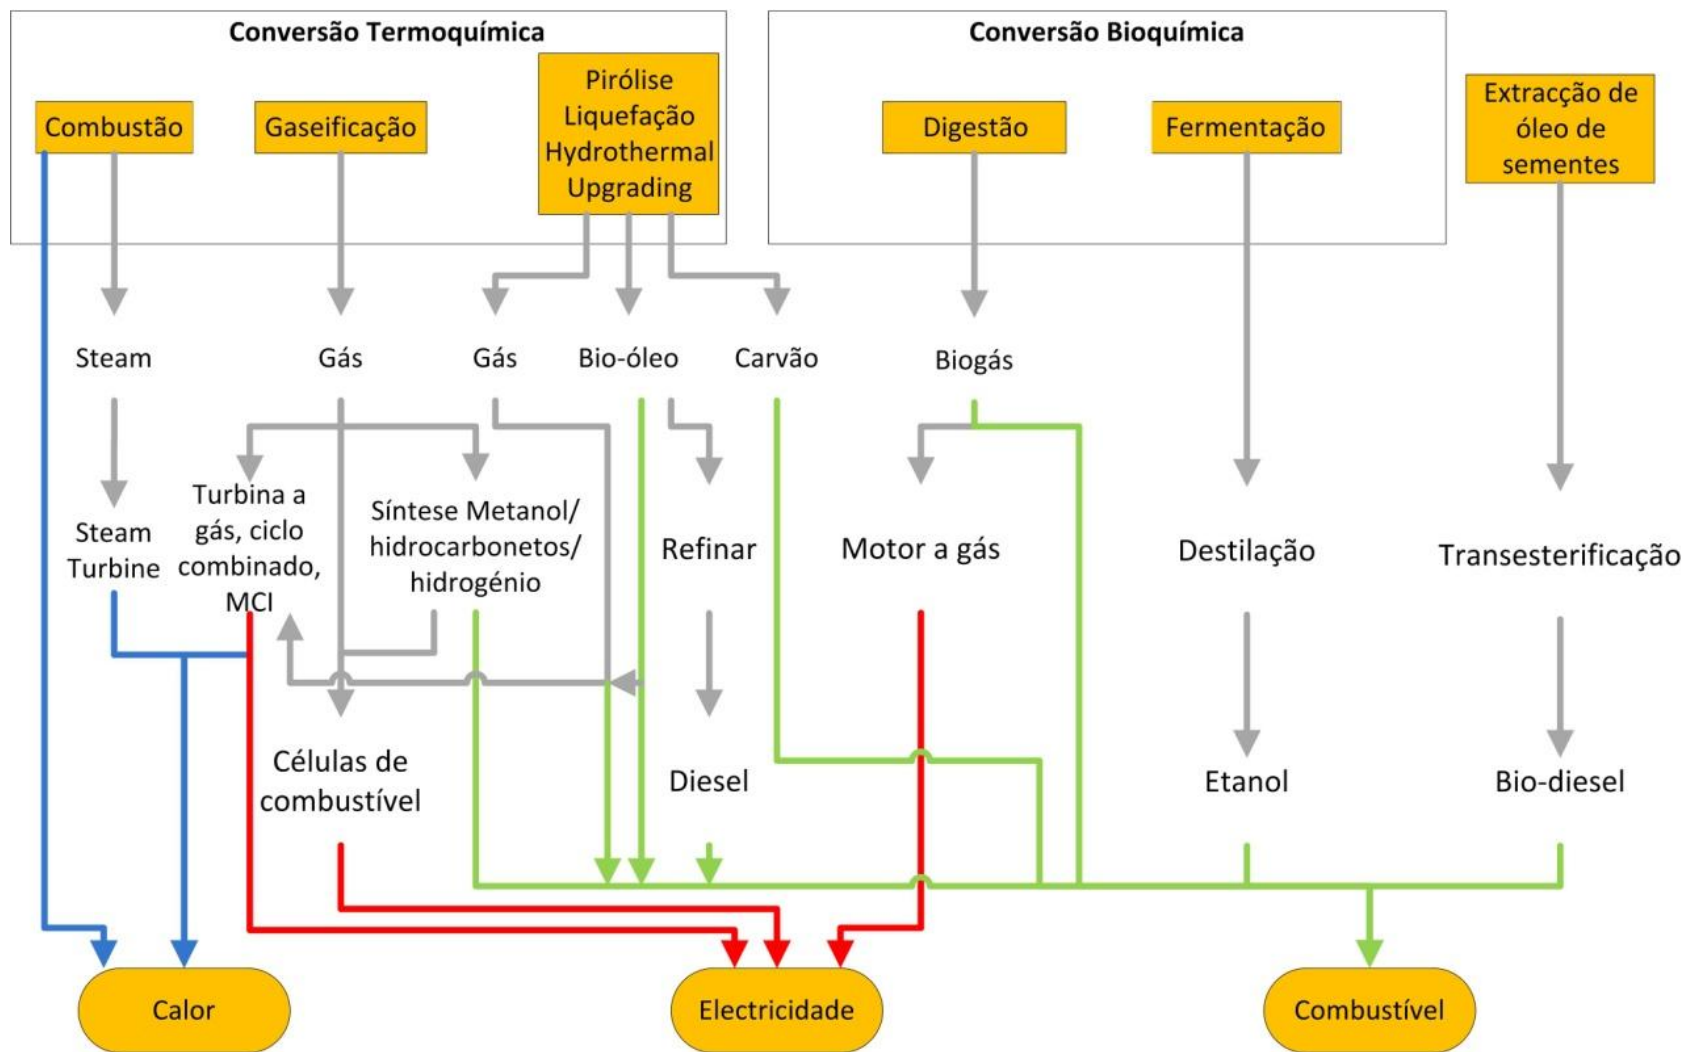 Conversão Termoquímica
Conversão Bioquímica
Combustão
Gaseificação
Pirólise
Liquefação
Hydrothermal
Upgrading
Digestão
Fermentação
Extracção de
óleo de
sementes
Steam
Gás
Gás
Bio-óleo
Carvão
Biogás
Steam
Turbine
Turbina a
gás, ciclo
combinado,
MCI
Síntese Metanol/
hidrocarbonetos/
hidrogénio
Refinar
Motor a gás
Destilação
Transesterificação
Células de
combustível
Diesel
Etanol
Bio-diesel
Calor
Electricidade
Combustível